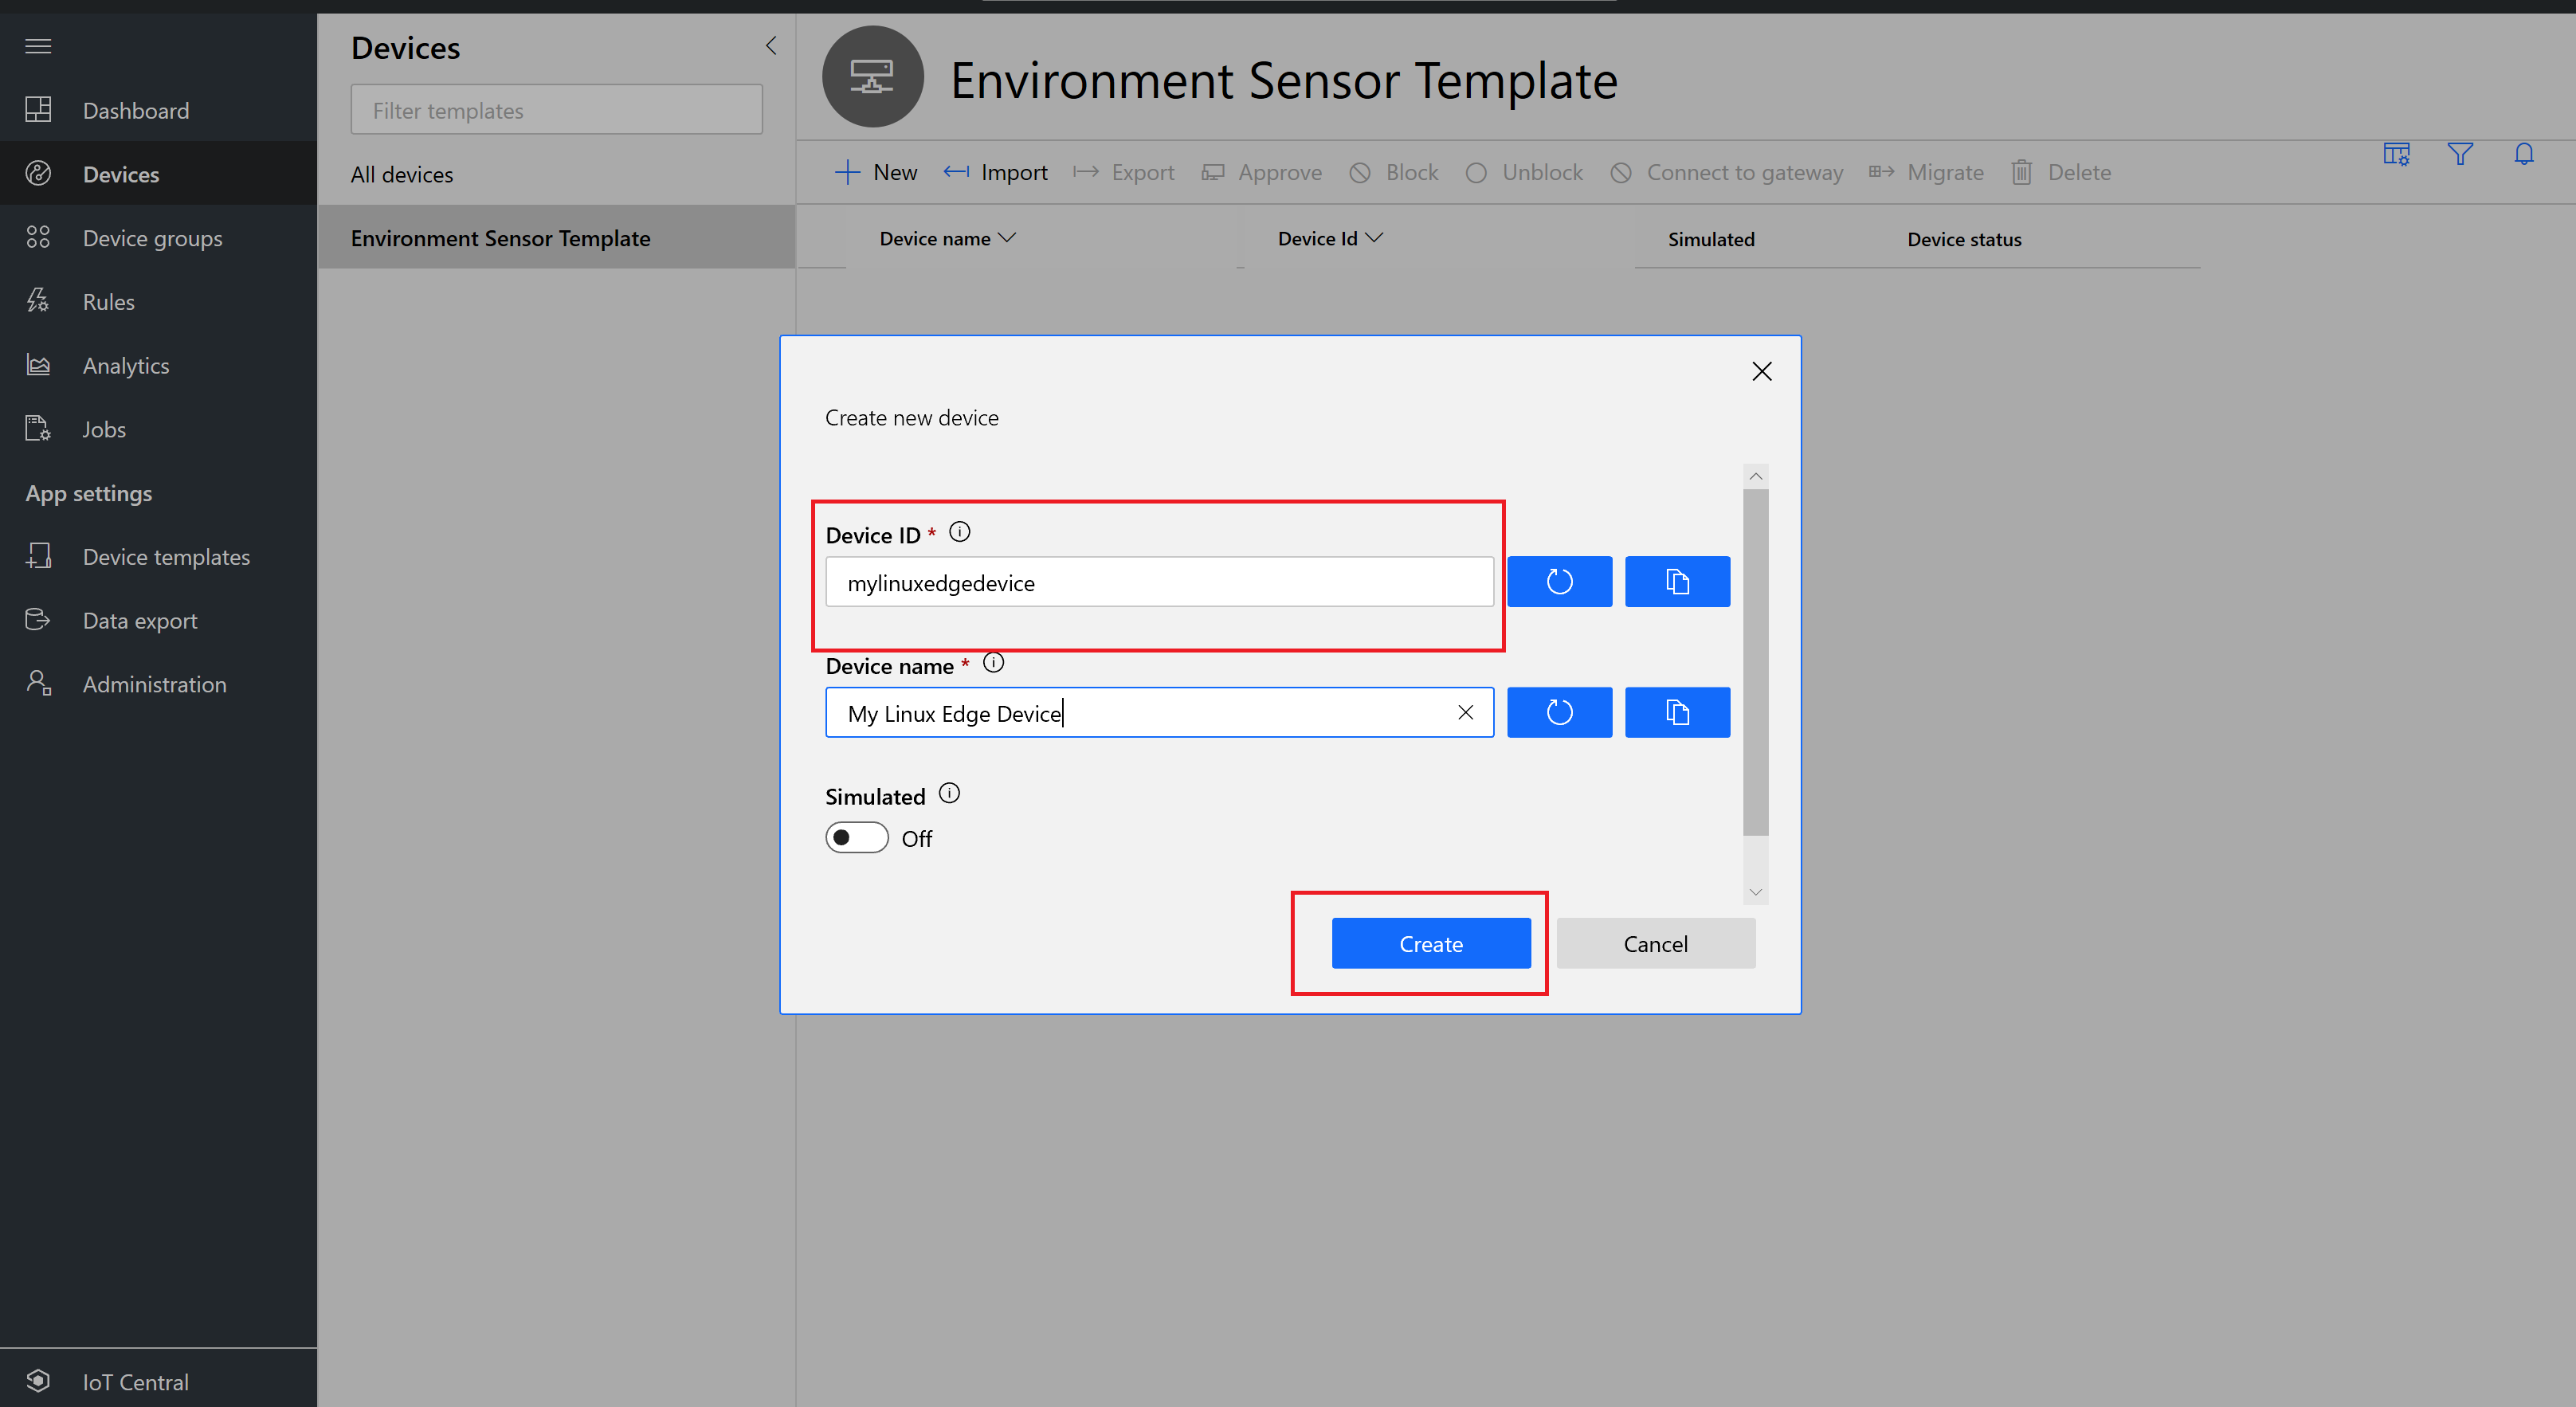 Dashboard
Devices
Device groups
Rules
Analytics
Jobs
App settings
Device templates
Data export
Administration
IoT Central
Devices
Filter templates
All devices
Environment Sensor Template
Environment Sensor Template
New Import Export Approve Block Unblock Connect to gateway Migrate Delete
Device name Device Id Simulated Device status
Create new device
Device ID *
mylinuxedgedevice
Device name *
My Linux Edge Device
Simulated
Off
Create Cancel